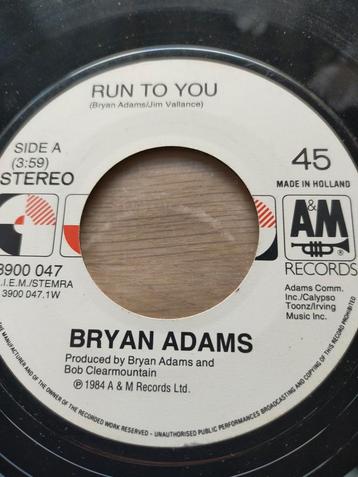 RUN TO YOU
(Bryan Adams/Jim Vallance)
SIDE A
(3:59)
STEREO
45
MADE IN HOLLAND
A&M
RECORDS
3900 047
B.I.E.M./STEMRA
3900 047.1W
Adams Comm.
Inc./Calypso
Toonz/Irving
Music Inc.
BRYAN ADAMS
Produced by Bryan Adams and
Bob Clearmountain
℗ 1984 A & M Records Ltd.
THE MANUFACTURER AND OF THE OWNER OF THE RECORDED WORK RESERVED - UNAUTHORISED PUBLIC PERFORMANCES BROADCASTING AND COPYING OF THIS RECORD PROHIBITED